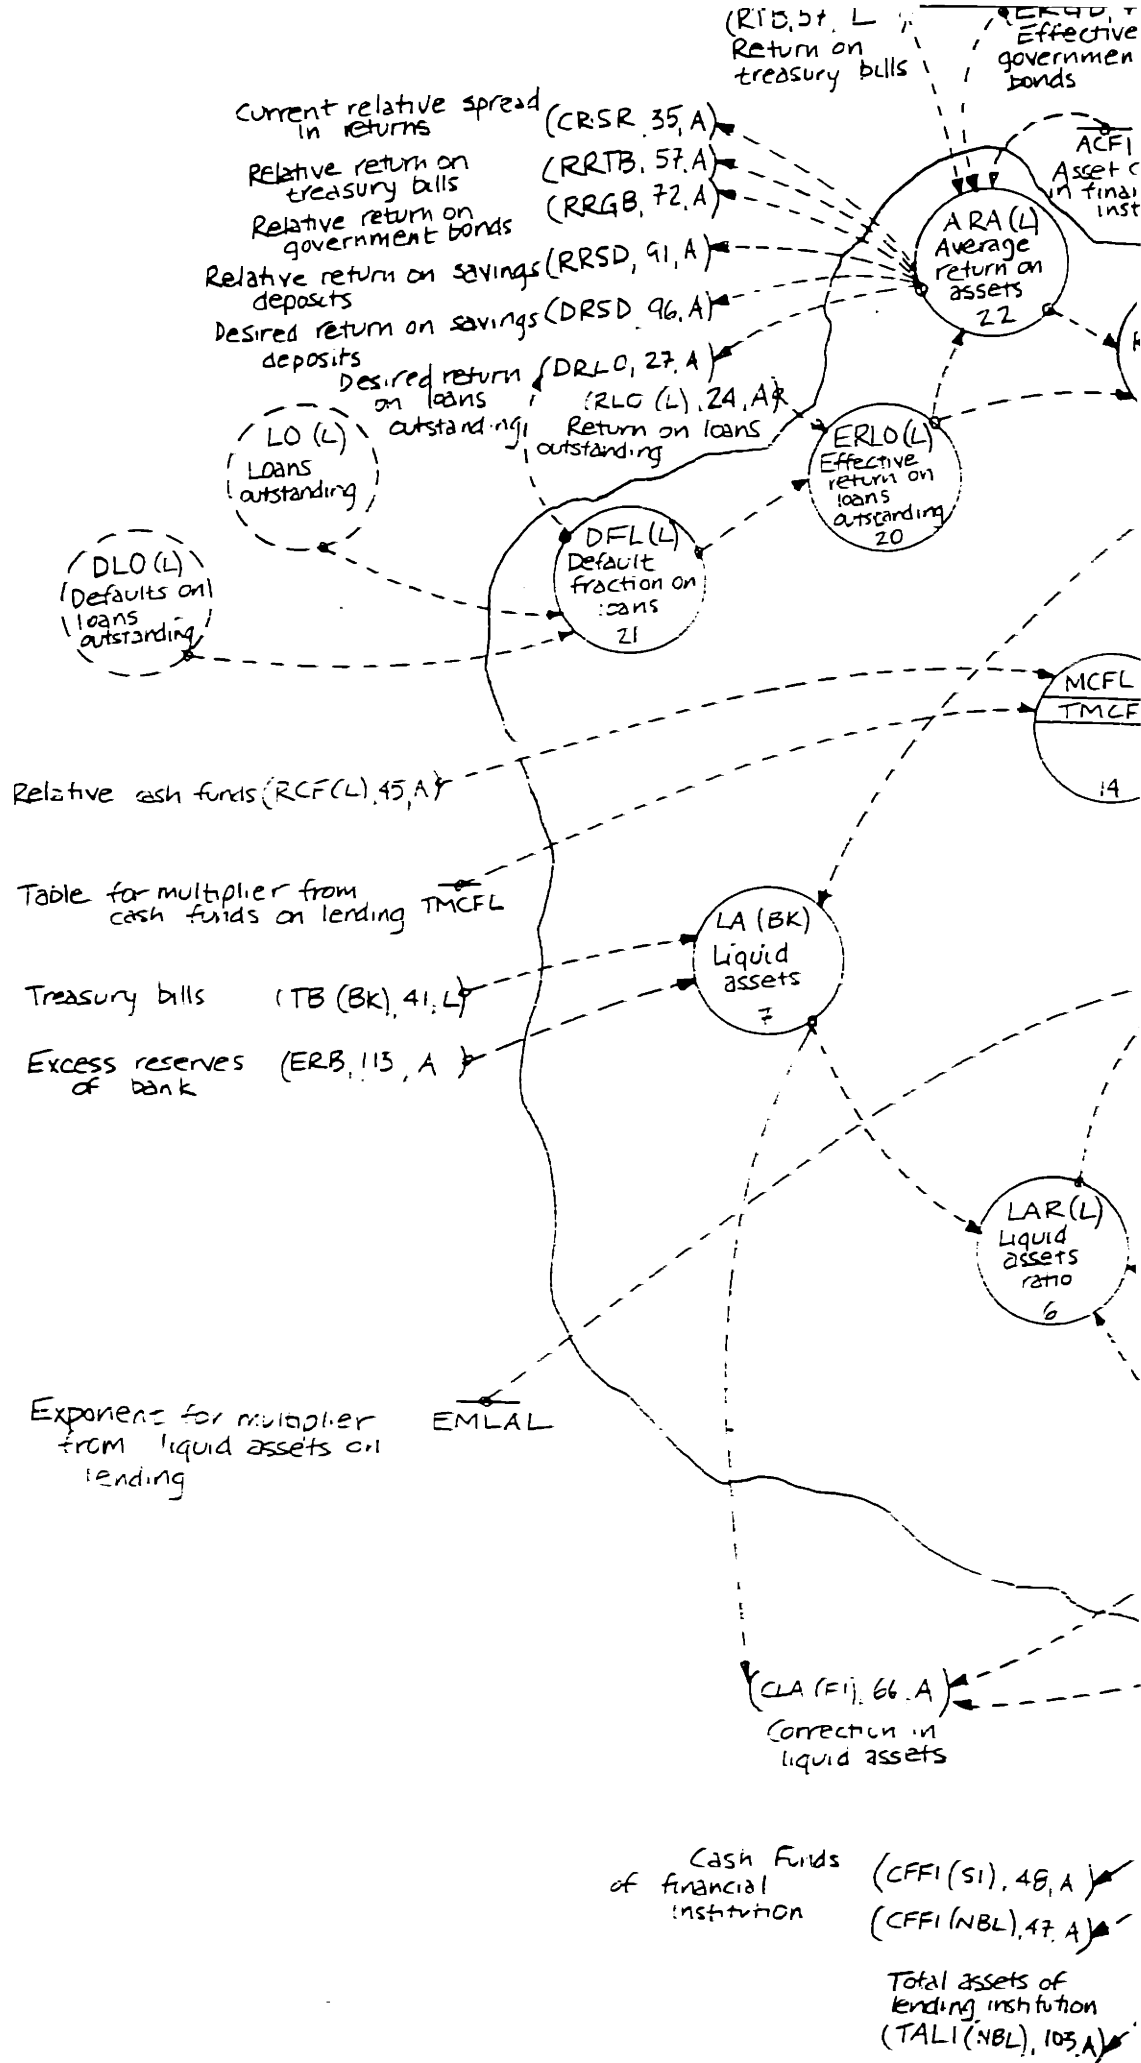 (RTB, 57, L
Return on
treasury bills
Effective
governmen
bonds
Current relative spread
in returns
(CRSR, 35, A)
Relative return on
treasury bills
(RRTB, 57, A)
Relative return on
government bonds
(RRGB, 72, A)
Relative return on savings (RRSD, 91, A)
deposits
Desired return on savings (DRSD, 96, A)
deposits
Desired return (DRLO, 27, A)
on loans
outstanding
(RLO (L), 24, A)
Return on loans
outstanding
ACFI
Asset c
in finan
inst
ARA (L)
Average
return on
assets
22
LO (L)
Loans
outstanding
ERLO (L)
Effective
return on
loans
outstanding
20
DLO (L)
Defaults on
loans
outstanding
DFL (L)
Default
fraction on
loans
21
MCFL
TMCF
14
Relative cash funds (RCF(L), 45, A)
Table for multiplier from
cash funds on lending TMCFL
LA (BK)
Liquid
assets
7
Treasury bills (TB (BK), 41, L)
Excess reserves (ERB, 113, A)
of bank
LAR (L)
Liquid
assets
ratio
6
Exponent for multiplier
from liquid assets on
lending
EMLAL
(CLA (FI), 66, A)
Correction in
liquid assets
Cash Funds
of financial
institution
(CFFI (SI), 48, A)
(CFFI (NBL), 47, A)
Total assets of
lending institution
(TALI (NBL), 103, A)